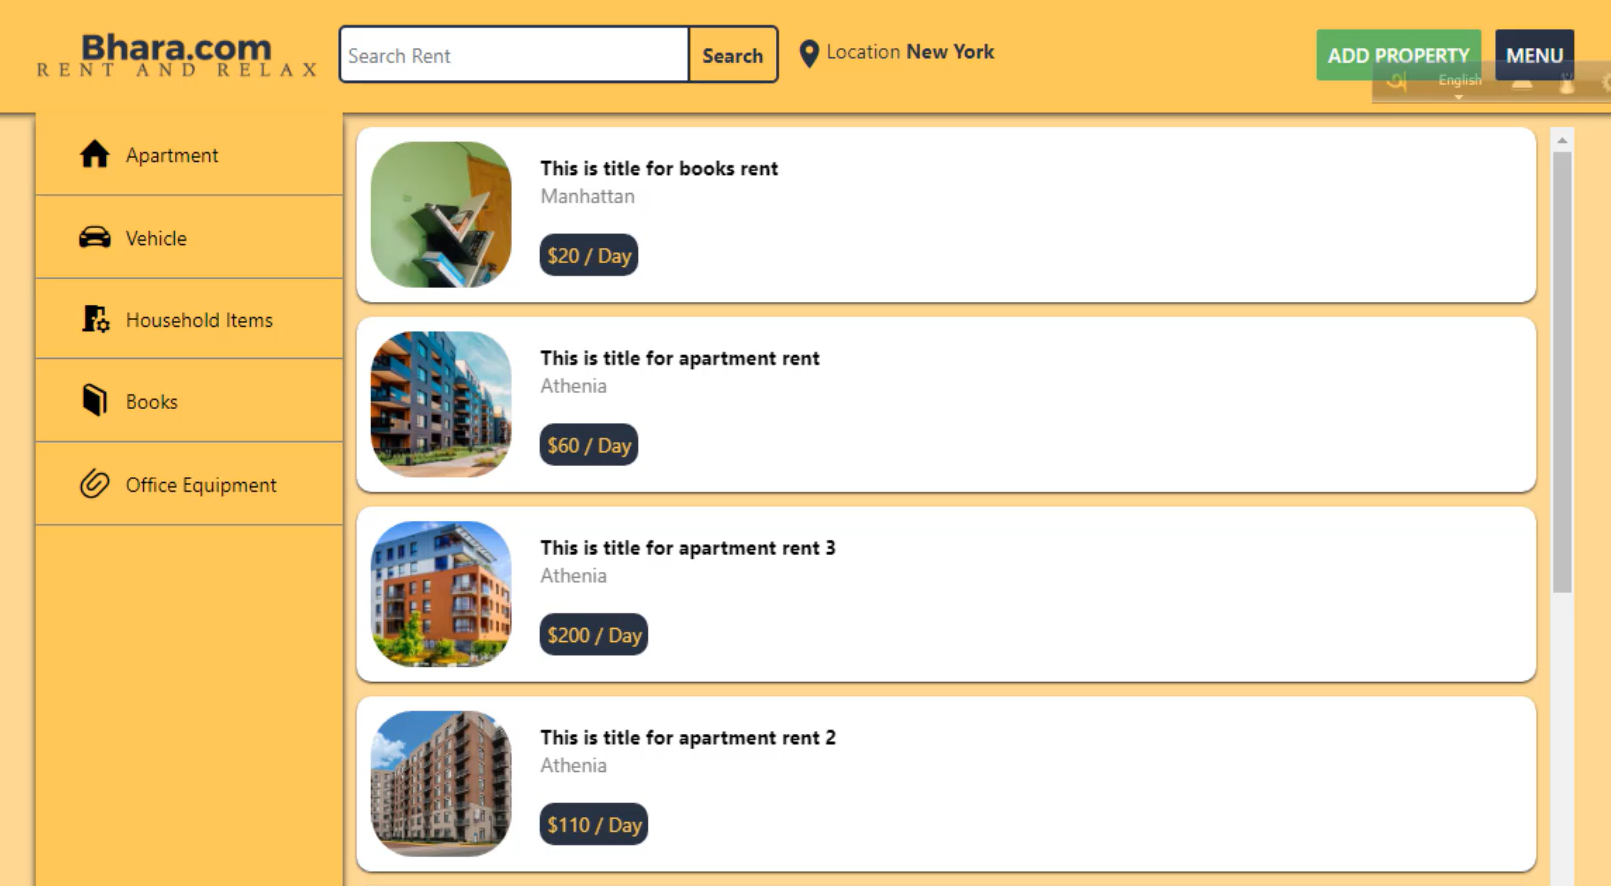 Bhara.com
RENT AND RELAX
Search Rent
Search
Location New York
ADD PROPERTY
MENU
অ
English
Apartment
Vehicle
Household Items
Books
Office Equipment
This is title for books rent
Manhattan
$20 / Day
This is title for apartment rent
Athenia
$60 / Day
This is title for apartment rent 3
Athenia
$200 / Day
This is title for apartment rent 2
Athenia
$110 / Day